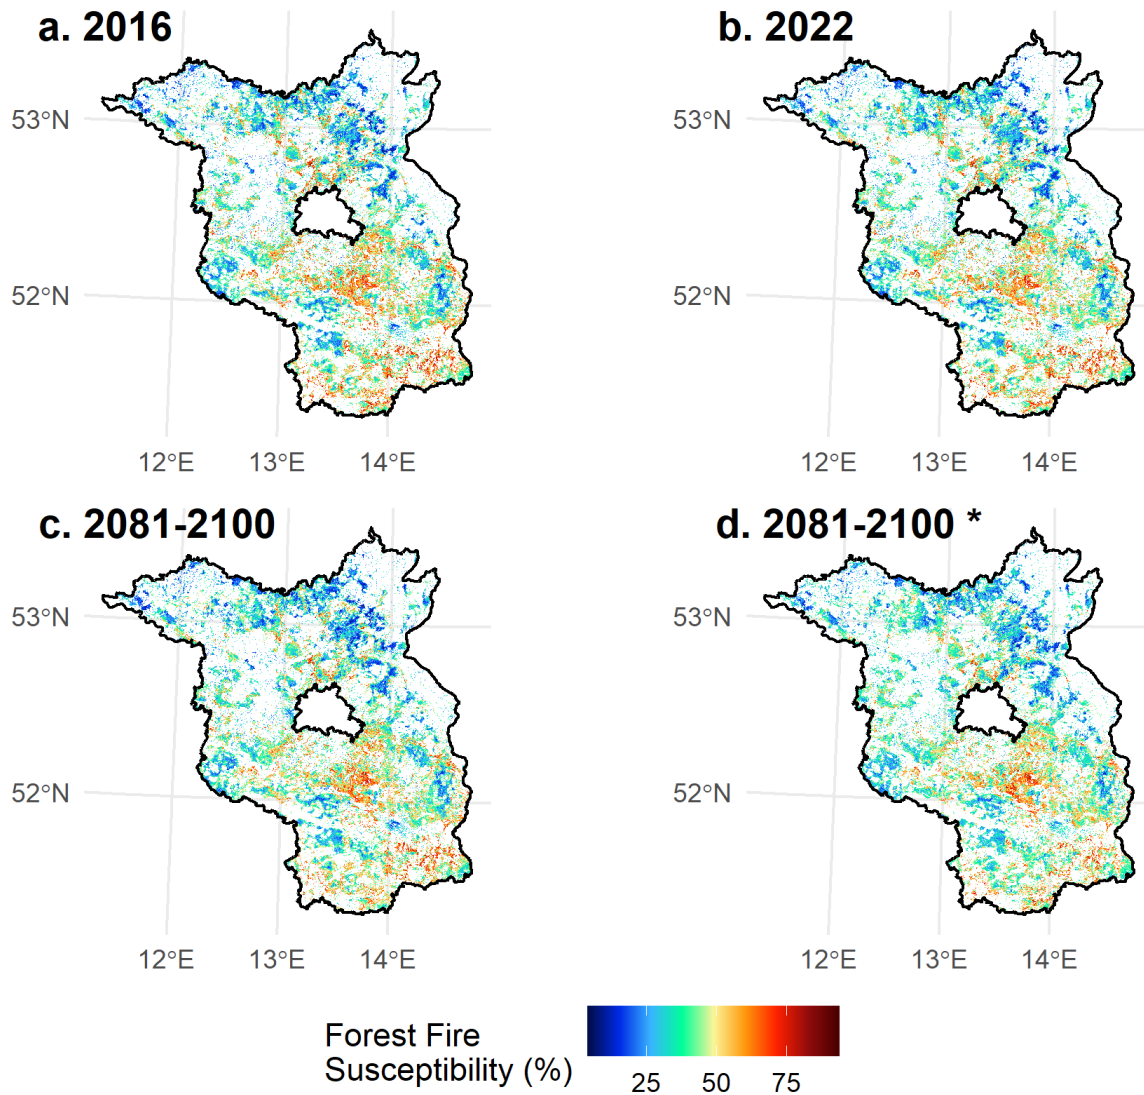 a. 2016
b. 2022
53°N
53°N
52°N
52°N
12°E 13°E 14°E
12°E 13°E 14°E
c. 2081-2100
d. 2081-2100 *
53°N
53°N
52°N
52°N
12°E 13°E 14°E
12°E 13°E 14°E
Forest Fire
Susceptibility (%)
25 50 75